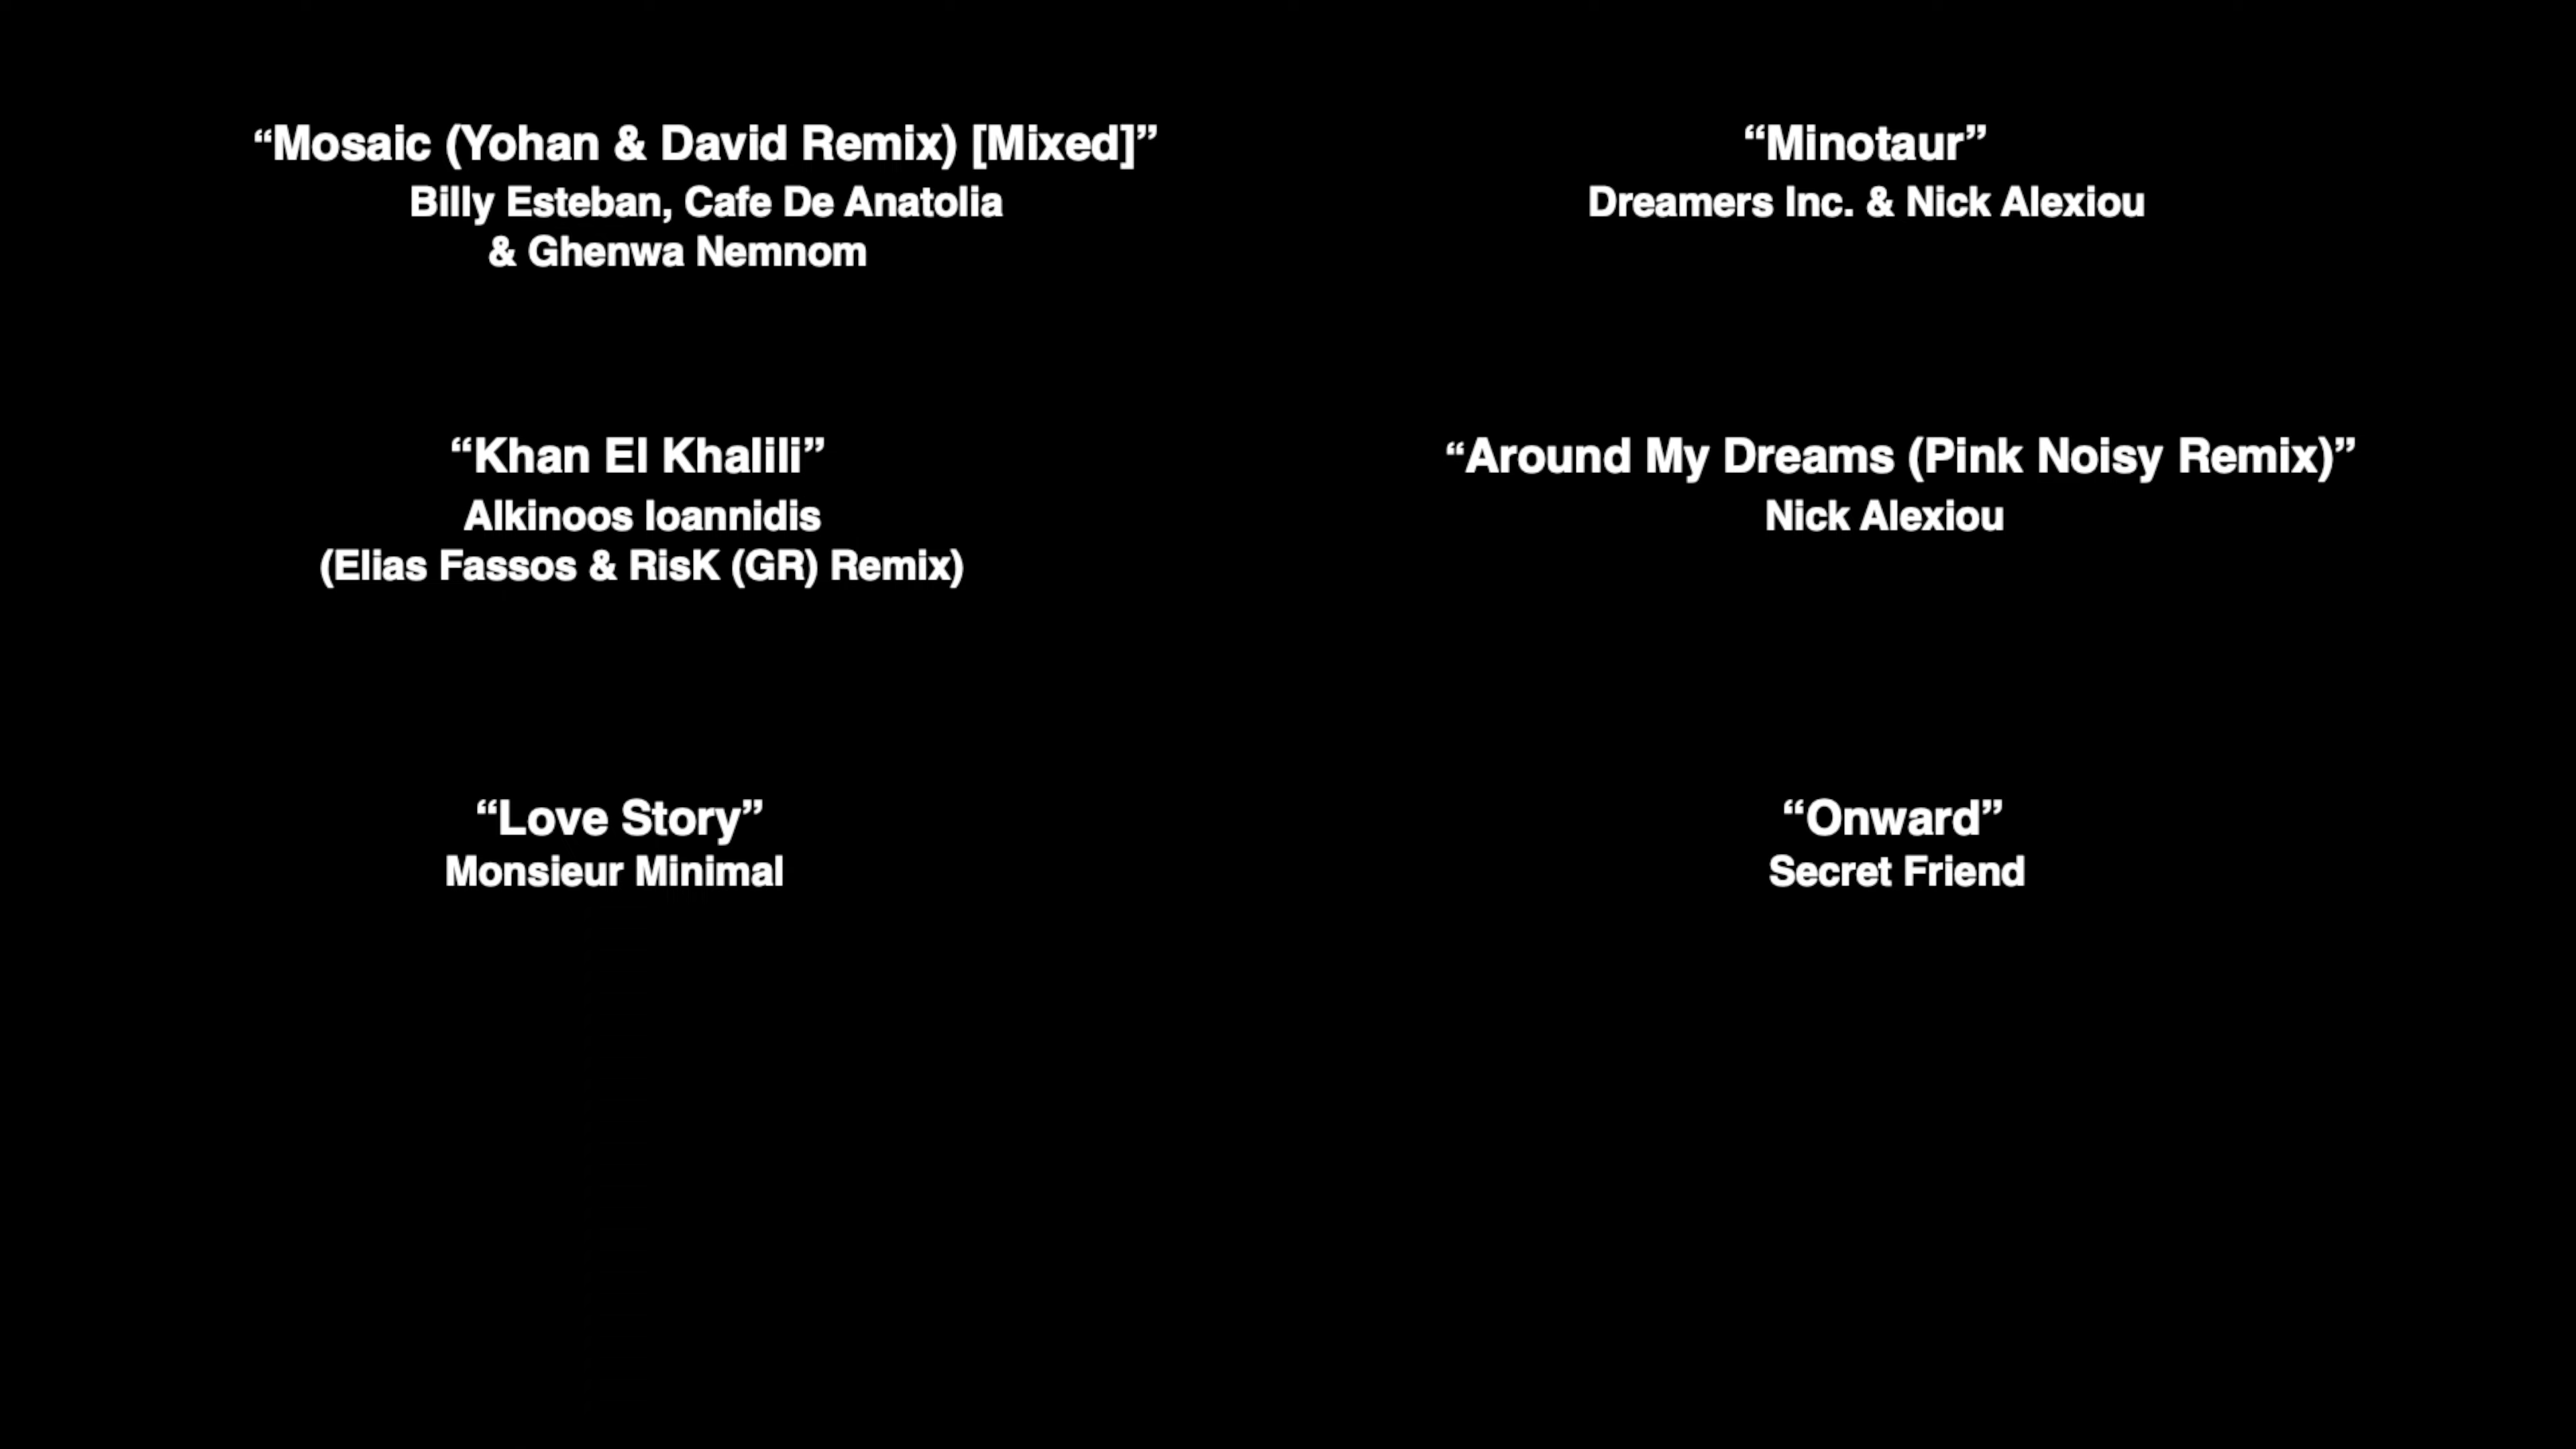 “Mosaic (Yohan & David Remix) [Mixed]”
Billy Esteban, Cafe De Anatolia
& Ghenwa Nemnom
“Minotaur”
Dreamers Inc. & Nick Alexiou
“Khan El Khalili”
Alkinoos Ioannidis
(Elias Fassos & RisK (GR) Remix)
“Around My Dreams (Pink Noisy Remix)”
Nick Alexiou
“Love Story”
Monsieur Minimal
“Onward”
Secret Friend